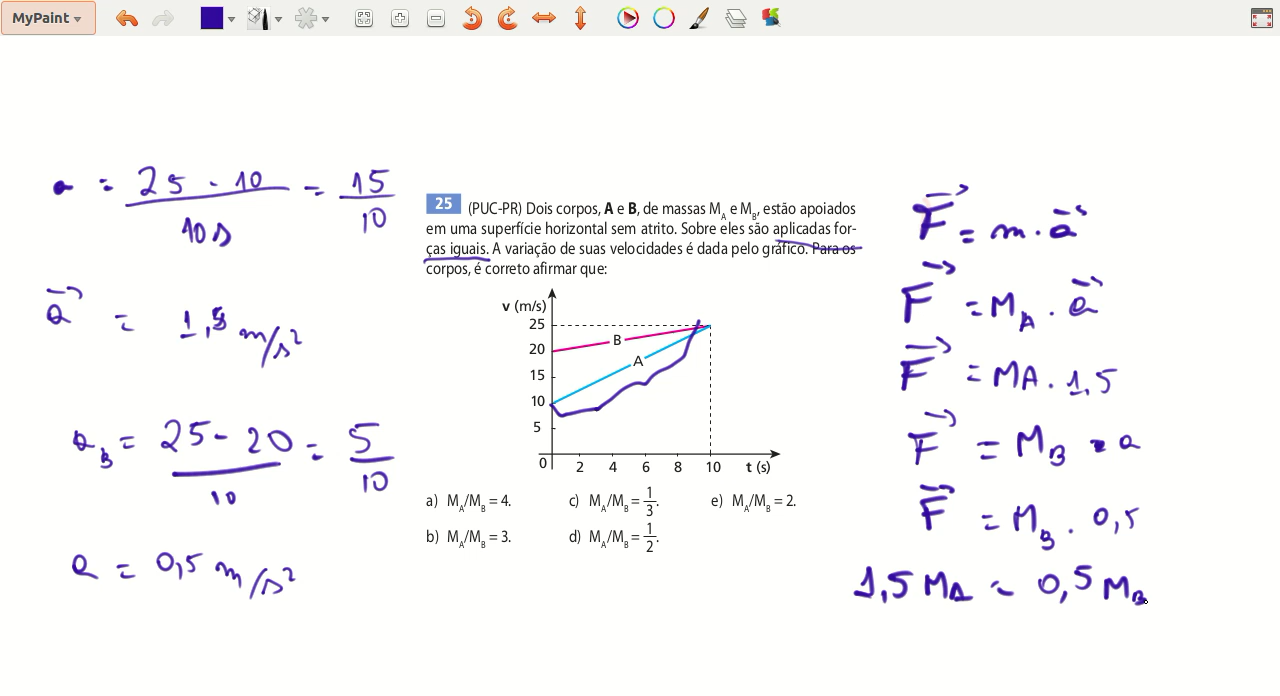 MyPaint
a = 25 - 10 / 10s = 15 / 10
a = 1,5 m/s²
a_B = 25 - 20 / 10 = 5 / 10
a = 0,5 m/s²
25 (PUC-PR) Dois corpos, A e B, de massas M_A e M_B, estão apoiados
em uma superfície horizontal sem atrito. Sobre eles são aplicadas for-
ças iguais. A variação de suas velocidades é dada pelo gráfico. Para os
corpos, é correto afirmar que:
v (m/s)
25
20
15
10
5
0
B
A
2 4 6 8 10 t (s)
a) M_A/M_B = 4. c) M_A/M_B = 1/3. e) M_A/M_B = 2.
b) M_A/M_B = 3. d) M_A/M_B = 1/2.
F = m . a
F = M_A . a
F = MA . 1,5
F = M_B . a
F = M_B . 0,5
1,5 M_A = 0,5 M_B